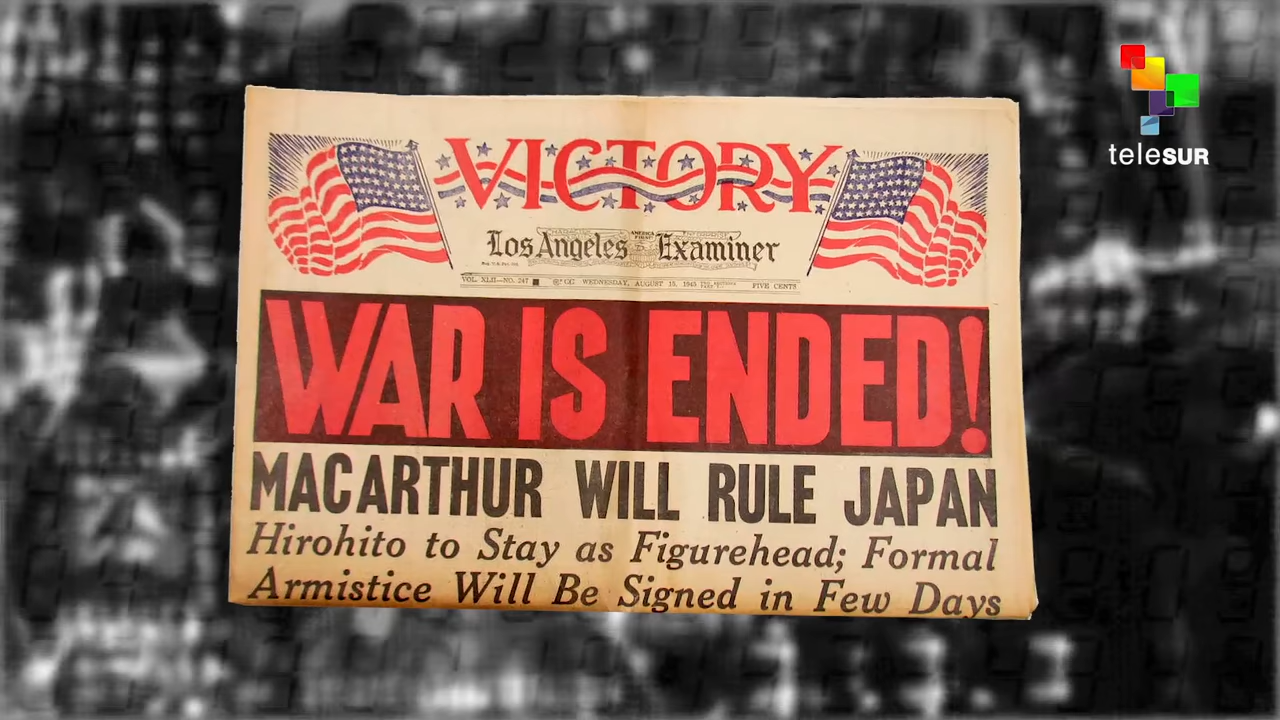 teleSUR
VICTORY
Los Angeles Examiner
VOL. XLII—NO. 247 WEDNESDAY, AUGUST 15, 1945 FIVE CENTS
WAR IS ENDED!
MACARTHUR WILL RULE JAPAN
Hirohito to Stay as Figurehead; Formal
Armistice Will Be Signed in Few Days